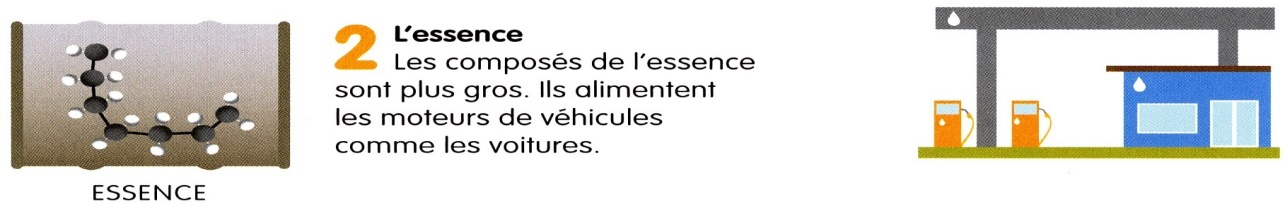 2 L'essence
Les composés de l'essence
sont plus gros. Ils alimentent
les moteurs de véhicules
comme les voitures.
ESSENCE